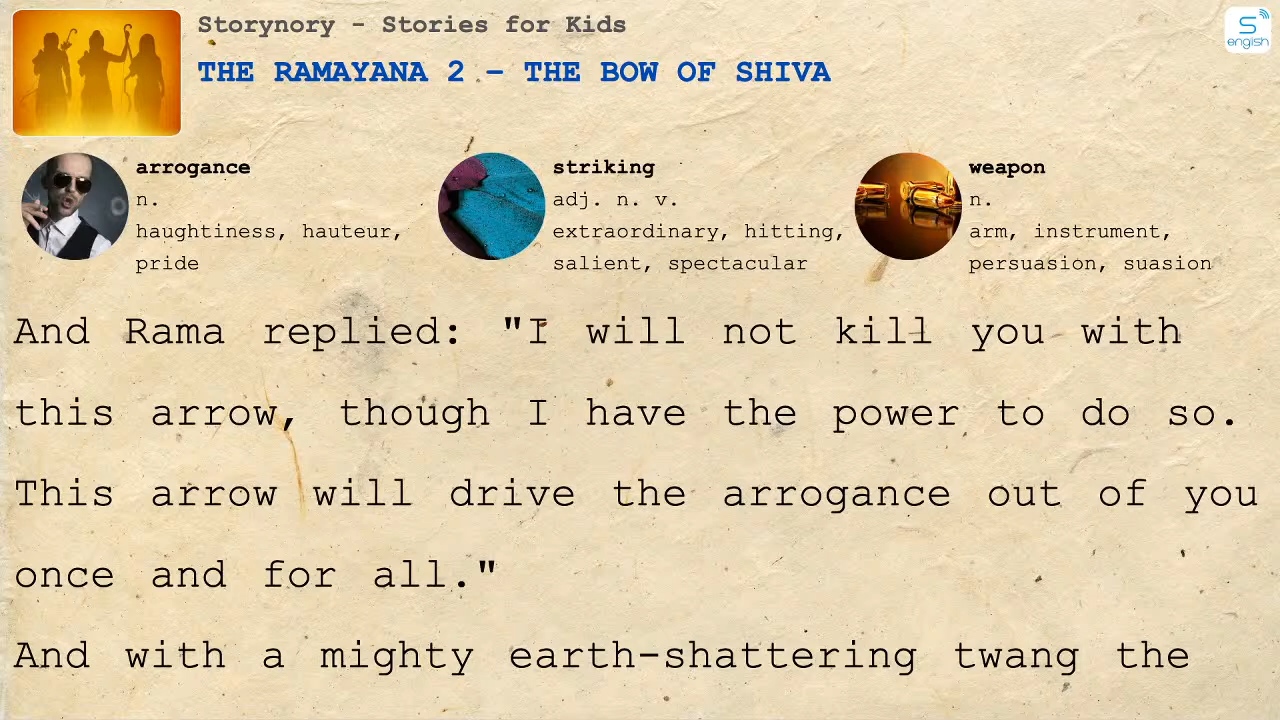 Storynory - Stories for Kids
THE RAMAYANA 2 – THE BOW OF SHIVA
S
english
arrogance
n.
haughtiness, hauteur,
pride
striking
adj. n. v.
extraordinary, hitting,
salient, spectacular
weapon
n.
arm, instrument,
persuasion, suasion
And Rama replied: "I will not kill you with
this arrow, though I have the power to do so.
This arrow will drive the arrogance out of you
once and for all."
And with a mighty earth-shattering twang the